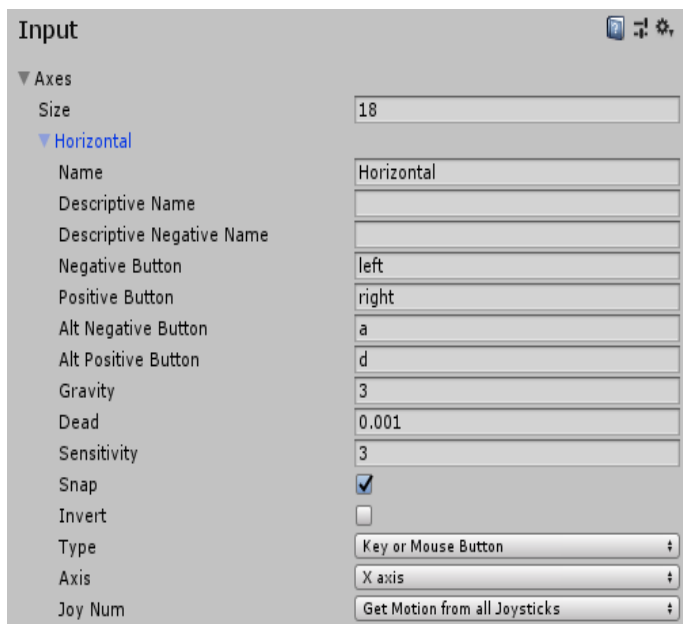 Input
Axes
Size 18
Horizontal
Name Horizontal
Descriptive Name
Descriptive Negative Name
Negative Button left
Positive Button right
Alt Negative Button a
Alt Positive Button d
Gravity 3
Dead 0.001
Sensitivity 3
Snap
Invert
Type Key or Mouse Button
Axis X axis
Joy Num Get Motion from all Joysticks